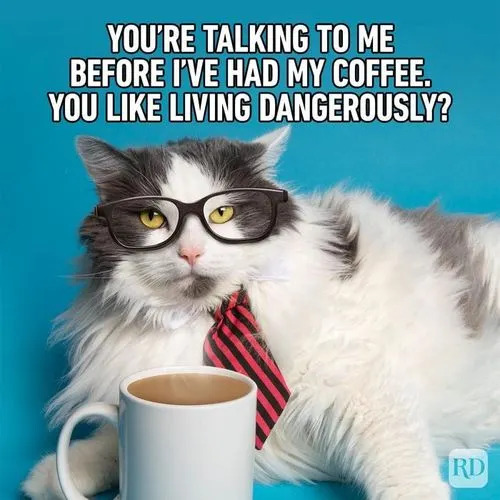 YOU'RE TALKING TO ME
BEFORE I'VE HAD MY COFFEE.
YOU LIKE LIVING DANGEROUSLY?
RD